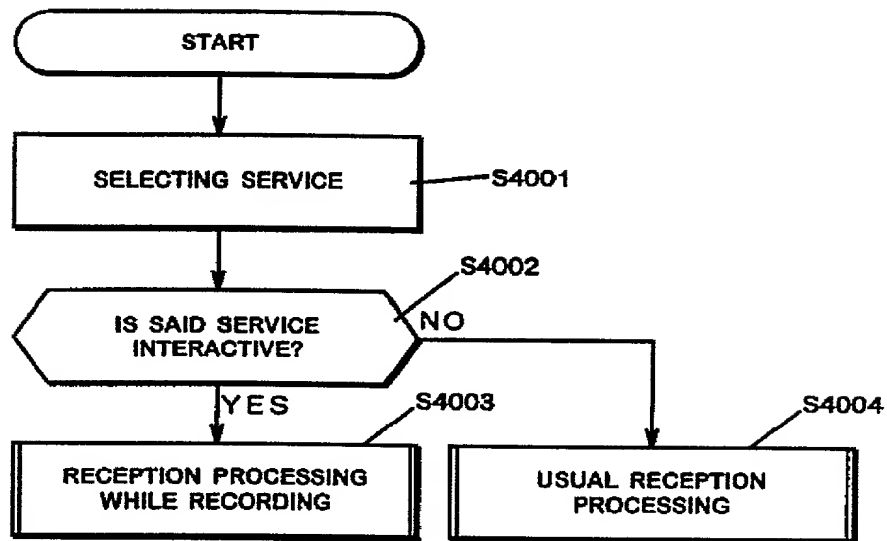 START
SELECTING SERVICE
S4001
S4002
IS SAID SERVICE
INTERACTIVE?
NO
YES
S4003
S4004
RECEPTION PROCESSING
WHILE RECORDING
USUAL RECEPTION
PROCESSING